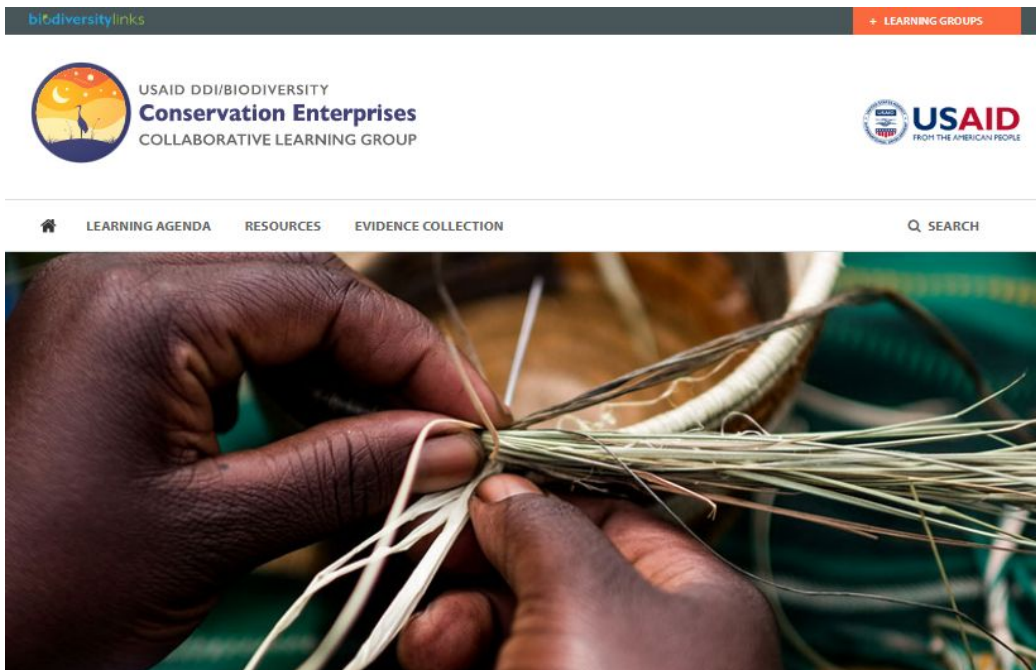 biodiversitylinks
+ LEARNING GROUPS
USAID DDI/BIODIVERSITY
Conservation Enterprises
COLLABORATIVE LEARNING GROUP
USAID
FROM THE AMERICAN PEOPLE
LEARNING AGENDA RESOURCES EVIDENCE COLLECTION SEARCH